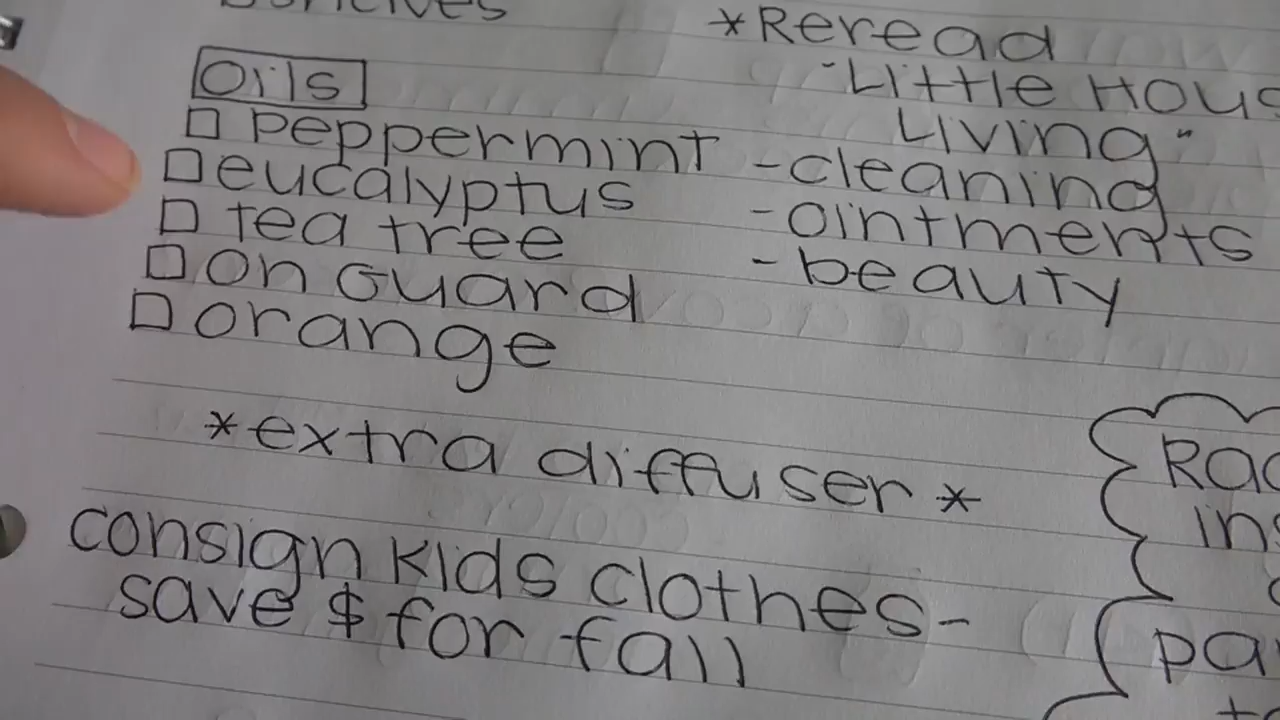 *Reread
Oils
"Little
Living"
□ peppermint
-cleaning
□ eucalyptus
-ointments
□ tea tree
-beauty
□ on guard
□ orange
*extra diffuser*
consign kids clothes-
save $ for fall